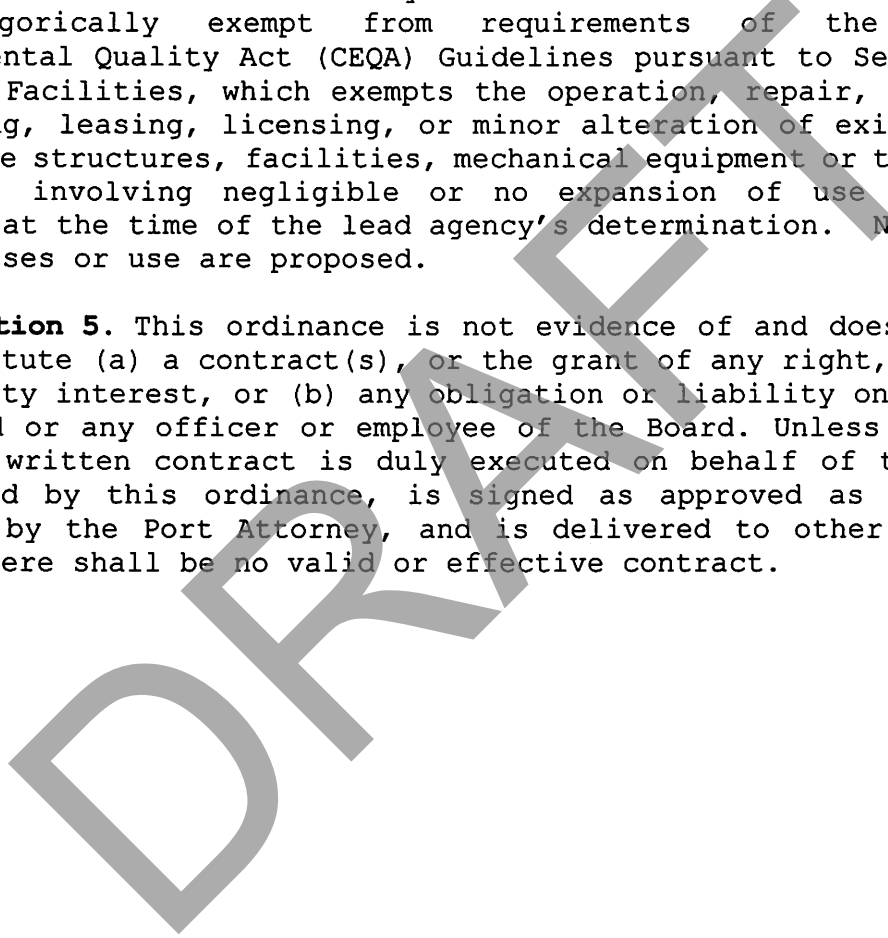 gorically exempt from requirements of the
ental Quality Act (CEQA) Guidelines pursuant to Se
Facilities, which exempts the operation, repair,
g, leasing, licensing, or minor alteration of exi
e structures, facilities, mechanical equipment or t
involving negligible or no expansion of use
at the time of the lead agency's determination. N
ses or use are proposed.
tion 5. This ordinance is not evidence of and does
tute (a) a contract(s), or the grant of any right,
ty interest, or (b) any obligation or liability on
d or any officer or employee of the Board. Unless
written contract is duly executed on behalf of t
d by this ordinance, is signed as approved as
by the Port Attorney, and is delivered to other
ere shall be no valid or effective contract.
DRAFT